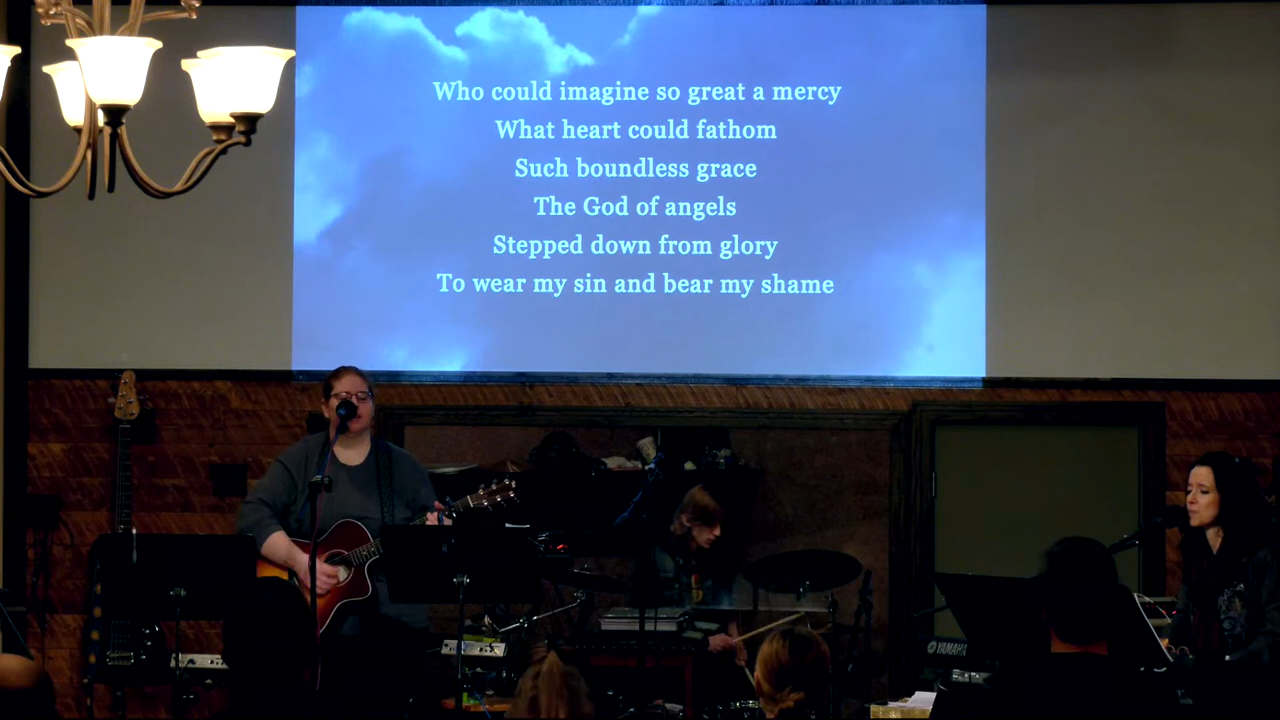 Who could imagine so great a mercy
What heart could fathom
Such boundless grace
The God of angels
Stepped down from glory
To wear my sin and bear my shame
YAMAHA